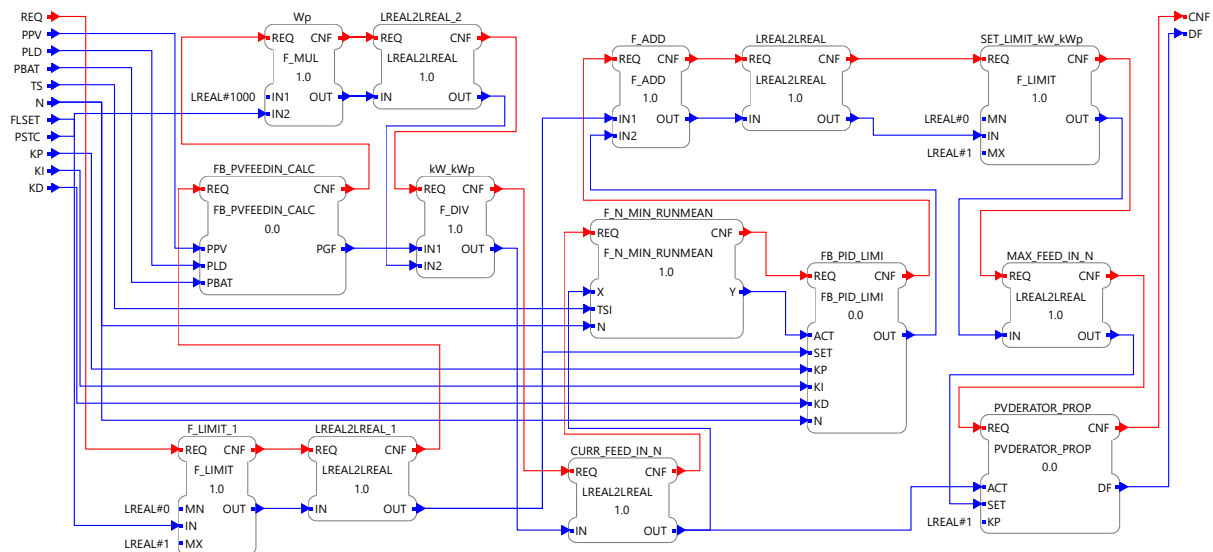 REQ
PPV
PLD
PBAT
TS
N
FLSET
PSTC
KP
KI
KD
Wp
REQ CNF
F_MUL
1.0
LREAL#1000 IN1 OUT
IN2
LREAL2LREAL_2
REQ CNF
LREAL2LREAL
1.0
IN OUT
FB_PVFEEDIN_CALC
REQ CNF
FB_PVFEEDIN_CALC
0.0
PPV PGF
PLD
PBAT
kW_kWp
REQ CNF
F_DIV
1.0
IN1 OUT
IN2
F_LIMIT_1
REQ CNF
F_LIMIT
1.0
LREAL#0 MN OUT
IN
LREAL#1 MX
LREAL2LREAL_1
REQ CNF
LREAL2LREAL
1.0
IN OUT
F_ADD
REQ CNF
F_ADD
1.0
IN1 OUT
IN2
LREAL2LREAL
REQ CNF
LREAL2LREAL
1.0
IN OUT
SET_LIMIT_kW_kWp
REQ CNF
F_LIMIT
1.0
LREAL#0 MN OUT
IN
LREAL#1 MX
F_N_MIN_RUNMEAN
REQ CNF
F_N_MIN_RUNMEAN
1.0
X Y
TSI
N
FB_PID_LIMI
REQ CNF
FB_PID_LIMI
0.0
ACT OUT
SET
KP
KI
KD
N
CURR_FEED_IN_N
REQ CNF
LREAL2LREAL
1.0
IN OUT
MAX_FEED_IN_N
REQ CNF
LREAL2LREAL
1.0
IN OUT
PVDERATOR_PROP
REQ CNF
PVDERATOR_PROP
0.0
ACT DF
SET
LREAL#1 KP
CNF
DF